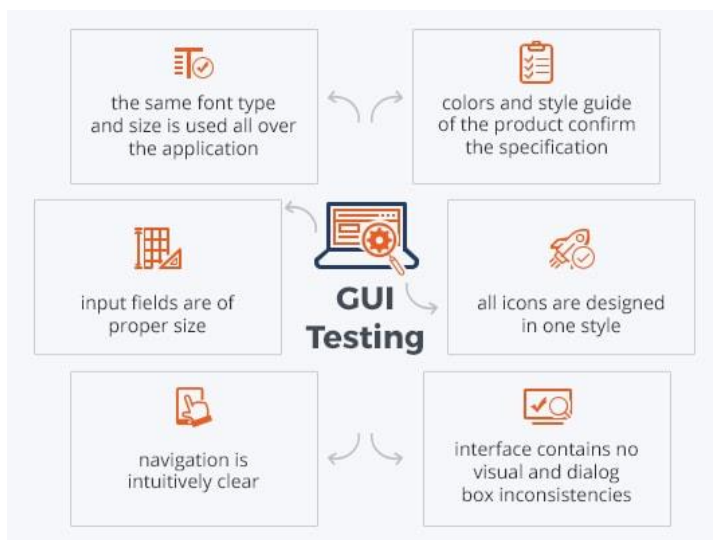 the same font type
and size is used all over
the application
colors and style guide
of the product confirm
the specification
input fields are of
proper size
GUI
Testing
all icons are designed
in one style
navigation is
intuitively clear
interface contains no
visual and dialog
box inconsistencies